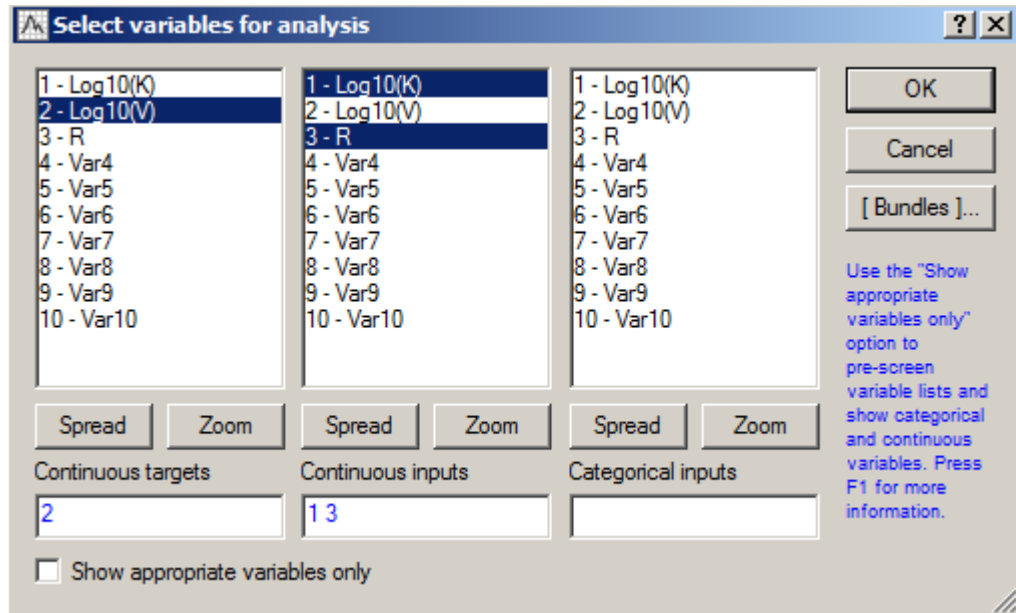 Select variables for analysis
1 - Log10(K)
2 - Log10(V)
3 - R
4 - Var4
5 - Var5
6 - Var6
7 - Var7
8 - Var8
9 - Var9
10 - Var10
Spread Zoom
Continuous targets
2
1 - Log10(K)
2 - Log10(V)
3 - R
4 - Var4
5 - Var5
6 - Var6
7 - Var7
8 - Var8
9 - Var9
10 - Var10
Spread Zoom
Continuous inputs
1 3
1 - Log10(K)
2 - Log10(V)
3 - R
4 - Var4
5 - Var5
6 - Var6
7 - Var7
8 - Var8
9 - Var9
10 - Var10
Spread Zoom
Categorical inputs
OK
Cancel
[ Bundles ]...
Use the "Show
appropriate
variables only"
option to
pre-screen
variable lists and
show categorical
and continuous
variables. Press
F1 for more
information.
Show appropriate variables only